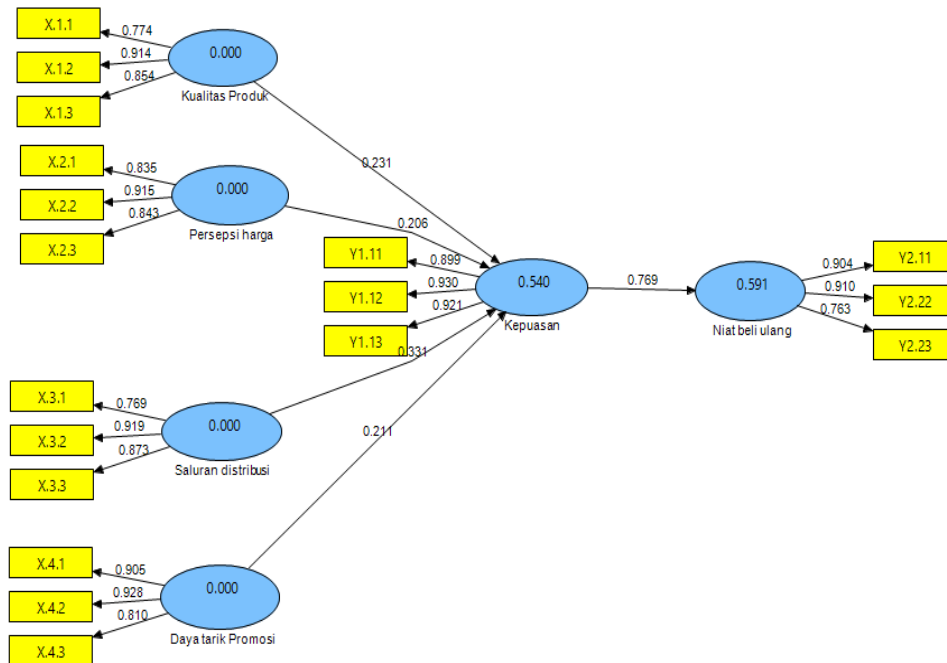 X.1.1
0.774
X.1.2
0.914
X.1.3
0.854
0.000
Kualitas Produk
0.231
X.2.1
0.835
X.2.2
0.915
X.2.3
0.843
0.000
Persepsi harga
0.206
Y1.11
0.899
Y1.12
0.930
Y1.13
0.921
0.540
Kepuasan
0.769
0.591
Niat beli ulang
0.904
Y2.11
0.910
Y2.22
0.763
Y2.23
0.331
X.3.1
0.769
X.3.2
0.919
X.3.3
0.873
0.000
Saluran distribusi
0.211
X.4.1
0.905
X.4.2
0.928
X.4.3
0.810
0.000
Daya tarik Promosi